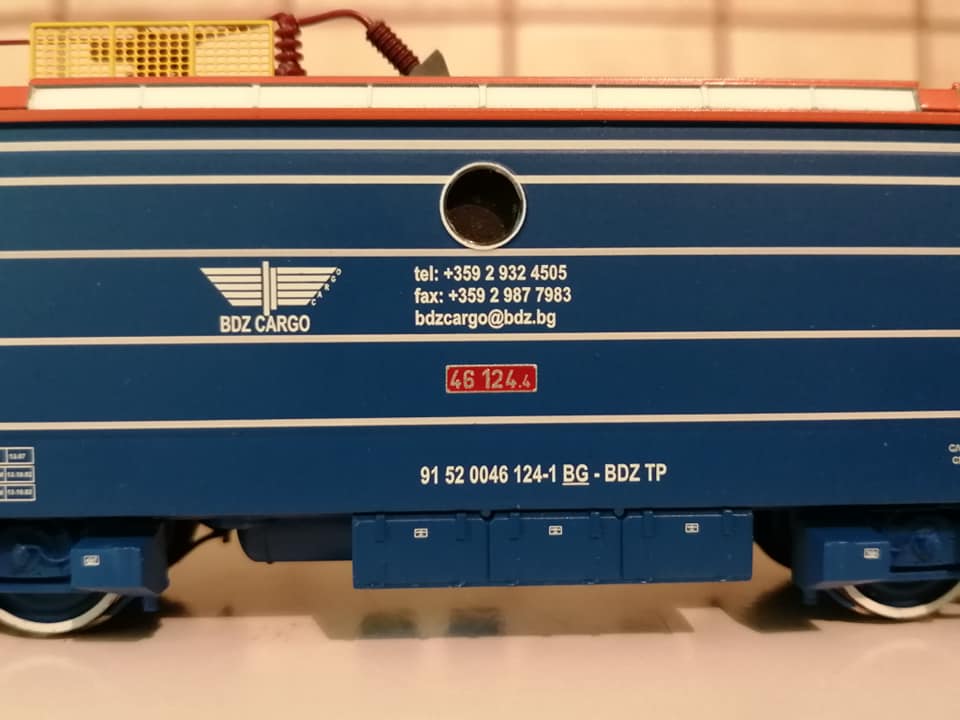 CARGO
BDZ CARGO
tel: +359 2 932 4505
fax: +359 2 987 7983
bdzcargo@bdz.bg
46 124.4
91 52 0046 124-1 BG - BDZ TP